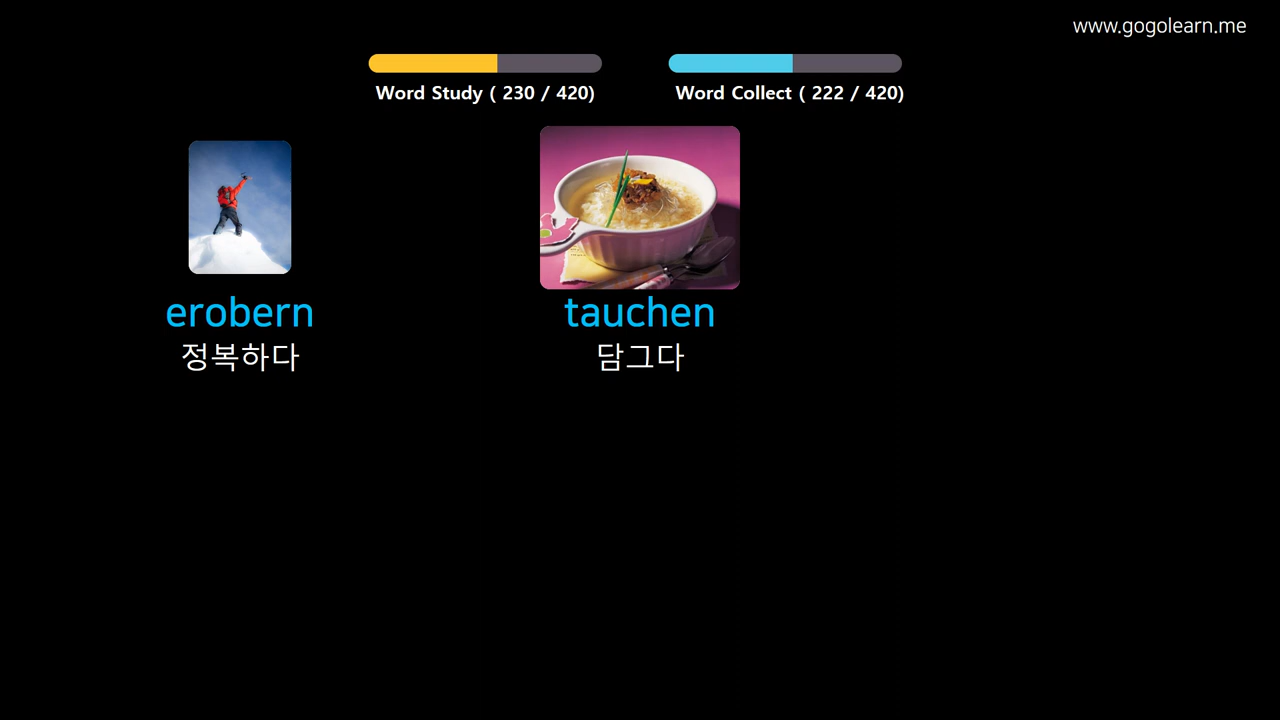 www.gogolearn.me
Word Study ( 230 / 420)
Word Collect ( 222 / 420)
erobern
정복하다
tauchen
담그다